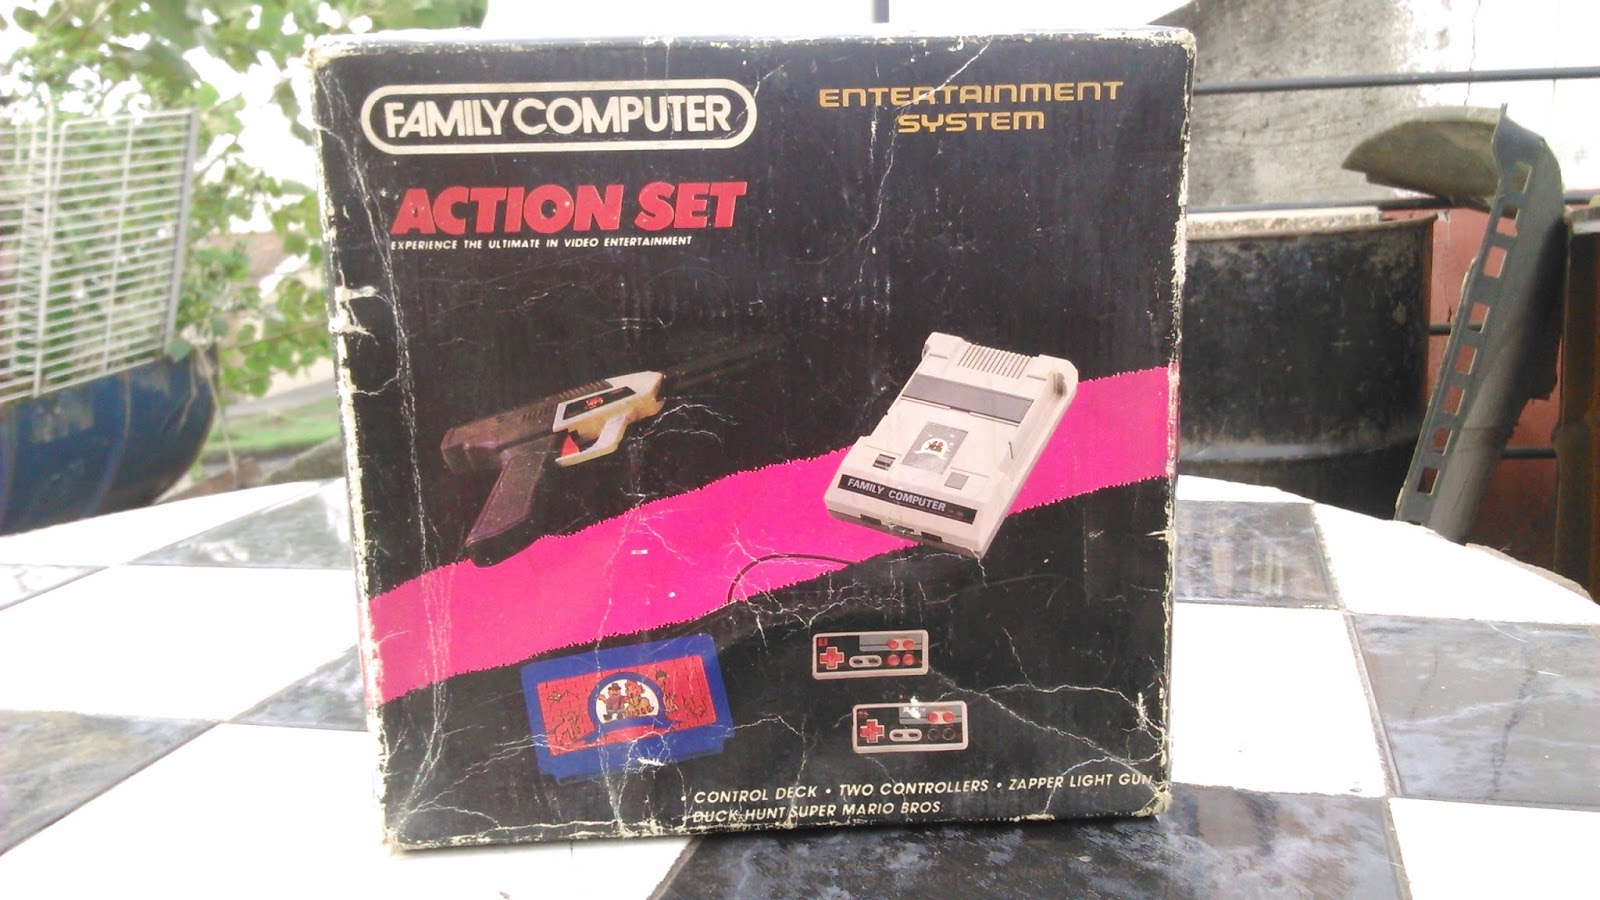 FAMILY COMPUTER
ENTERTAINMENT
SYSTEM
ACTION SET
EXPERIENCE THE ULTIMATE IN VIDEO ENTERTAINMENT
FAMILY COMPUTER
• CONTROL DECK • TWO CONTROLLERS • ZAPPER LIGHT GUN
• DUCK HUNT SUPER MARIO BROS.